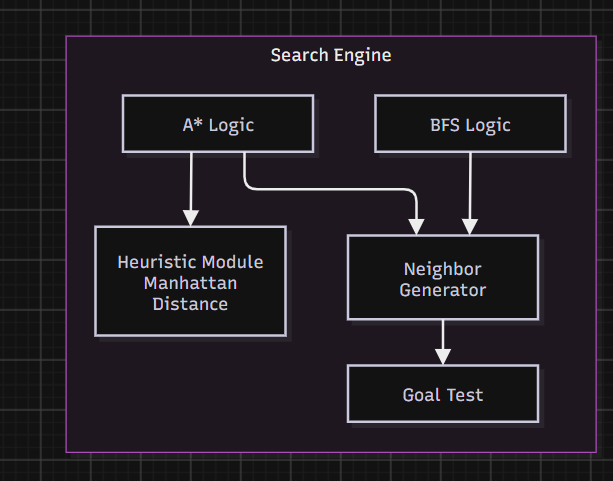 Search Engine
A* Logic
BFS Logic
Heuristic Module
Manhattan
Distance
Neighbor
Generator
Goal Test